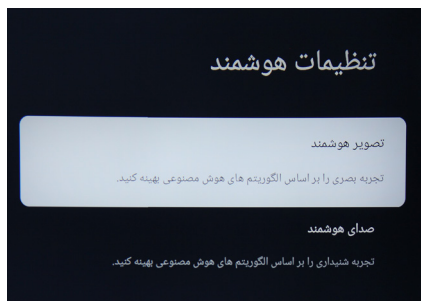 تنظیمات هوشمند
تصویر هوشمند
تجربه بصری را بر اساس الگوریتم های هوش مصنوعی بهینه کنید.
صدای هوشمند
تجربه شنیداری را بر اساس الگوریتم های هوش مصنوعی بهینه کنید.